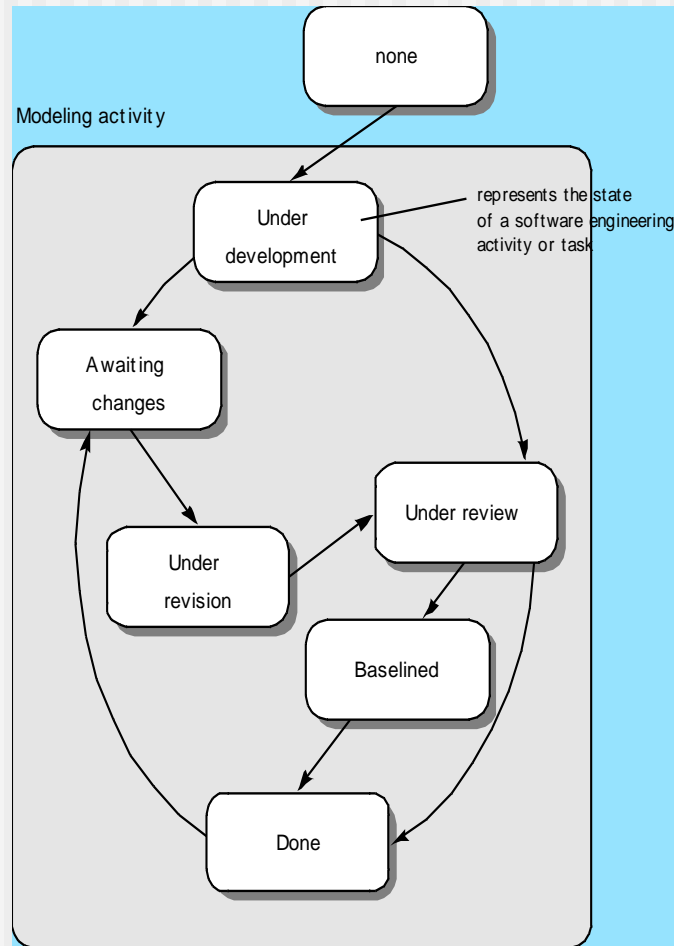 none
Modeling activity
represents the state
of a software engineering
activity or task
Under
development
Awaiting
changes
Under review
Under
revision
Baselined
Done